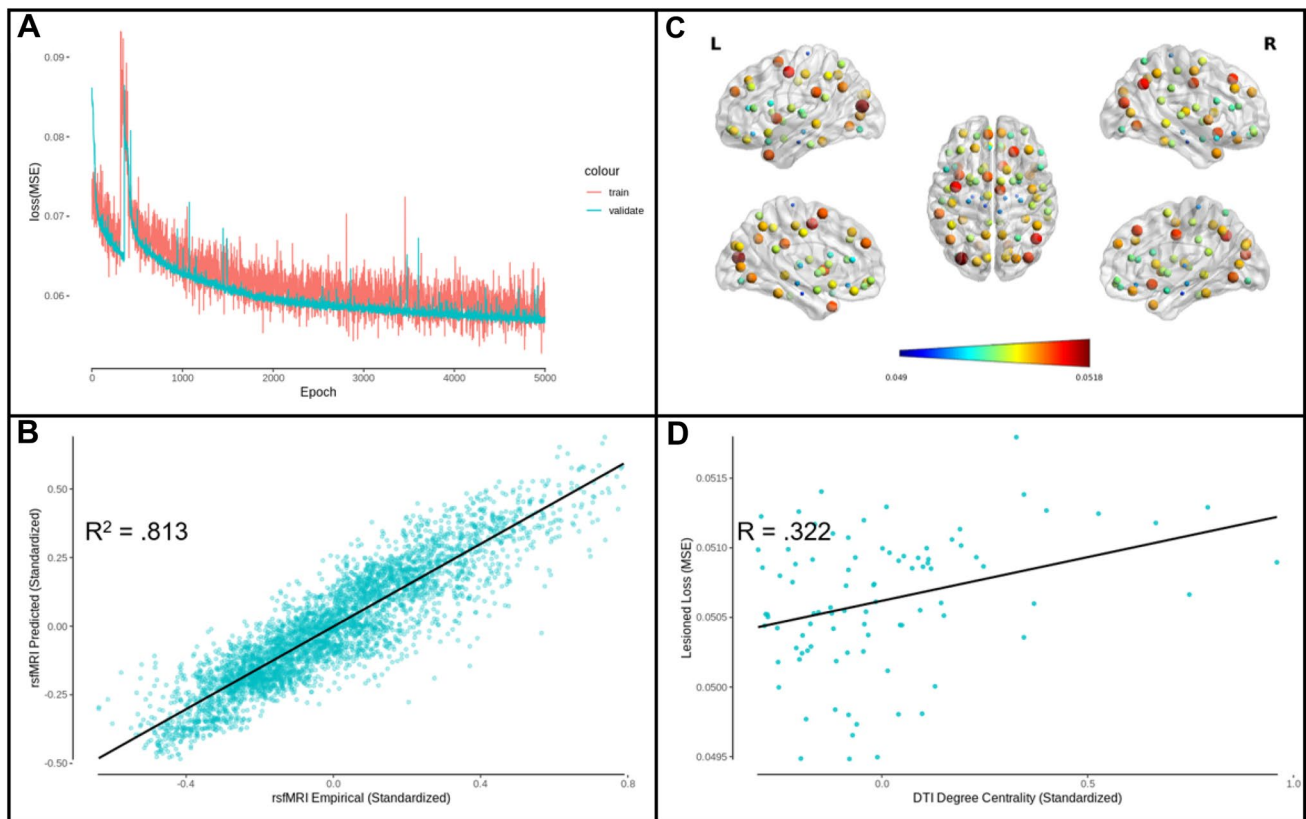 A
0.09
0.08
0.07
0.06
loss(MSE)
0
1000
2000
3000
4000
5000
Epoch
colour
train
validate
C
L
R
0.049
0.0518
B
R² = .813
0.50
0.25
0.00
-0.25
-0.50
rsfMRI Predicted (Standardized)
-0.4
0.0
0.4
0.8
rsfMRI Empirical (Standardized)
D
R = .322
0.0515
0.0510
0.0505
0.0500
0.0495
Lesioned Loss (MSE)
0.0
0.5
1.0
DTI Degree Centrality (Standardized)